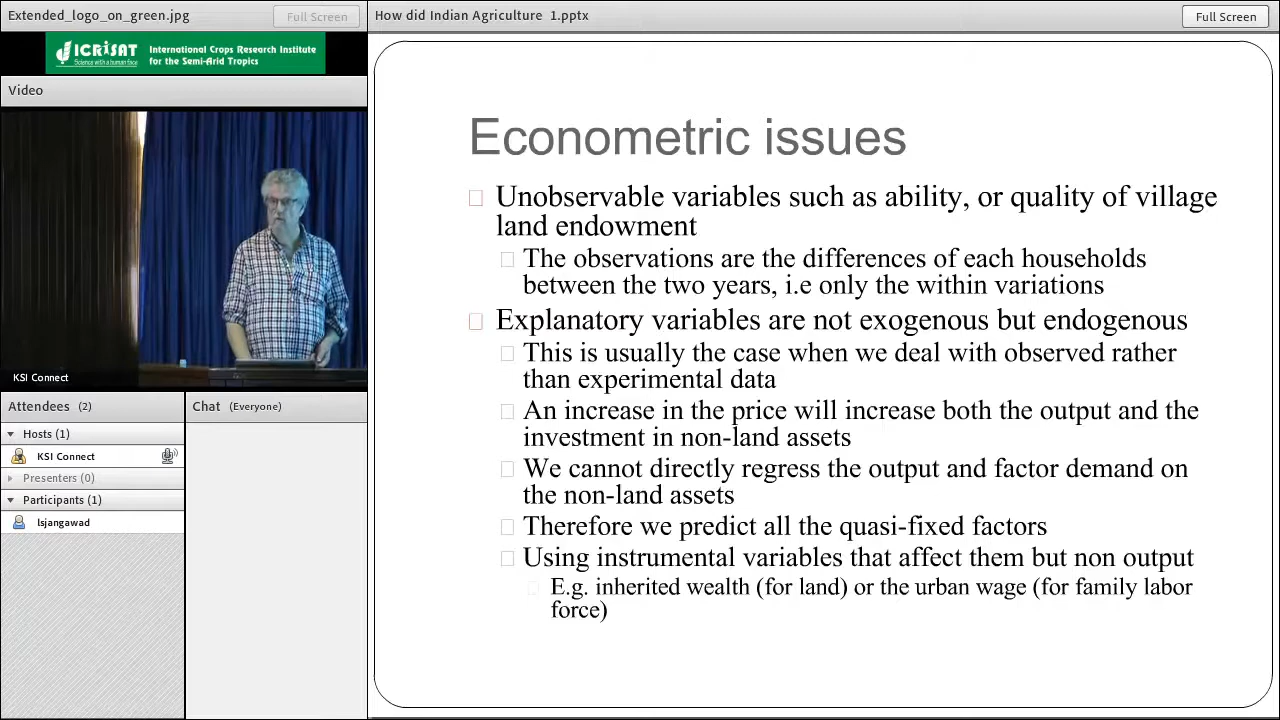 Extended_logo_on_green.jpg
Full Screen
How did Indian Agriculture 1.pptx
Full Screen
ICRISAT
Science with a human face
International Crops Research Institute
for the Semi-Arid Tropics
Video
KSI Connect
Attendees (2)
Hosts (1)
KSI Connect
Presenters (0)
Participants (1)
lsjangawad
Chat (Everyone)
Econometric issues
Unobservable variables such as ability, or quality of village
land endowment
The observations are the differences of each households
between the two years, i.e only the within variations
Explanatory variables are not exogenous but endogenous
This is usually the case when we deal with observed rather
than experimental data
An increase in the price will increase both the output and the
investment in non-land assets
We cannot directly regress the output and factor demand on
the non-land assets
Therefore we predict all the quasi-fixed factors
Using instrumental variables that affect them but non output
E.g. inherited wealth (for land) or the urban wage (for family labor
force)